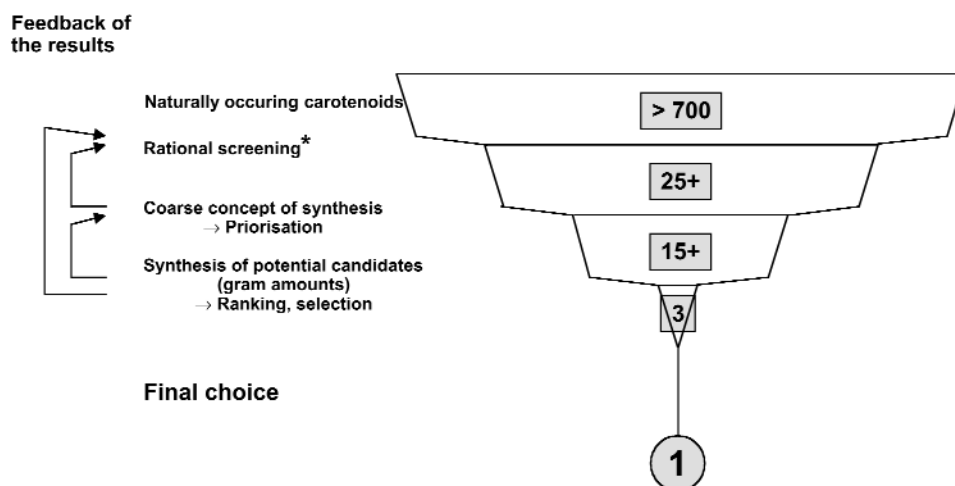 Feedback of
the results
Naturally occuring carotenoids
> 700
Rational screening*
25+
Coarse concept of synthesis
→ Priorisation
15+
Synthesis of potential candidates
(gram amounts)
→ Ranking, selection
3
Final choice
1